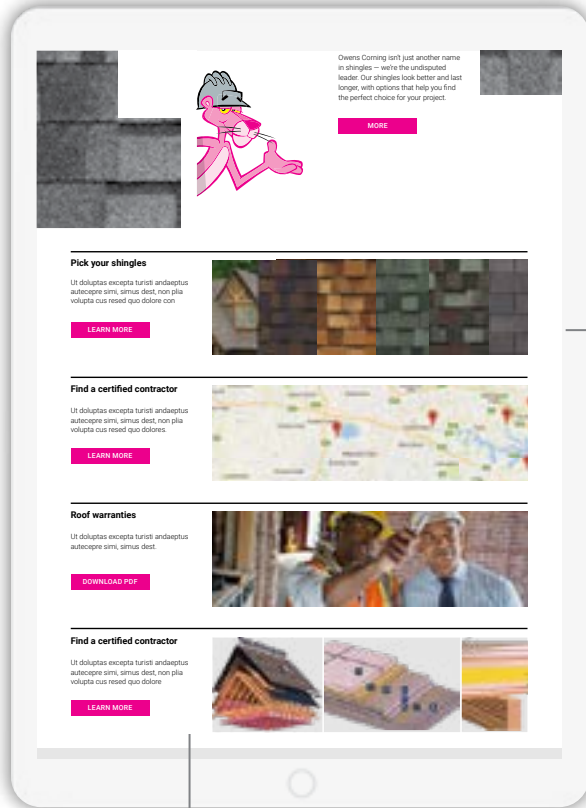 Owens Corning isn't just another name
in shingles — we're the undisputed
leader. Our shingles look better and last
longer, with options that help you find
the perfect choice for your project.
MORE
Pick your shingles
Ut doluptas excepta turisti andaeptus
autecepre simi, simus dest, non plia
volupta cus resed quo dolore con
LEARN MORE
Find a certified contractor
Ut doluptas excepta turisti andaeptus
autecepre simi, simus dest, non plia
volupta cus resed quo dolores.
LEARN MORE
Roof warranties
Ut doluptas excepta turisti andaeptus
autecepre simi, simus dest.
DOWNLOAD PDF
Find a certified contractor
Ut doluptas excepta turisti andaeptus
autecepre simi, simus dest, non plia
volupta cus resed quo dolore
LEARN MORE